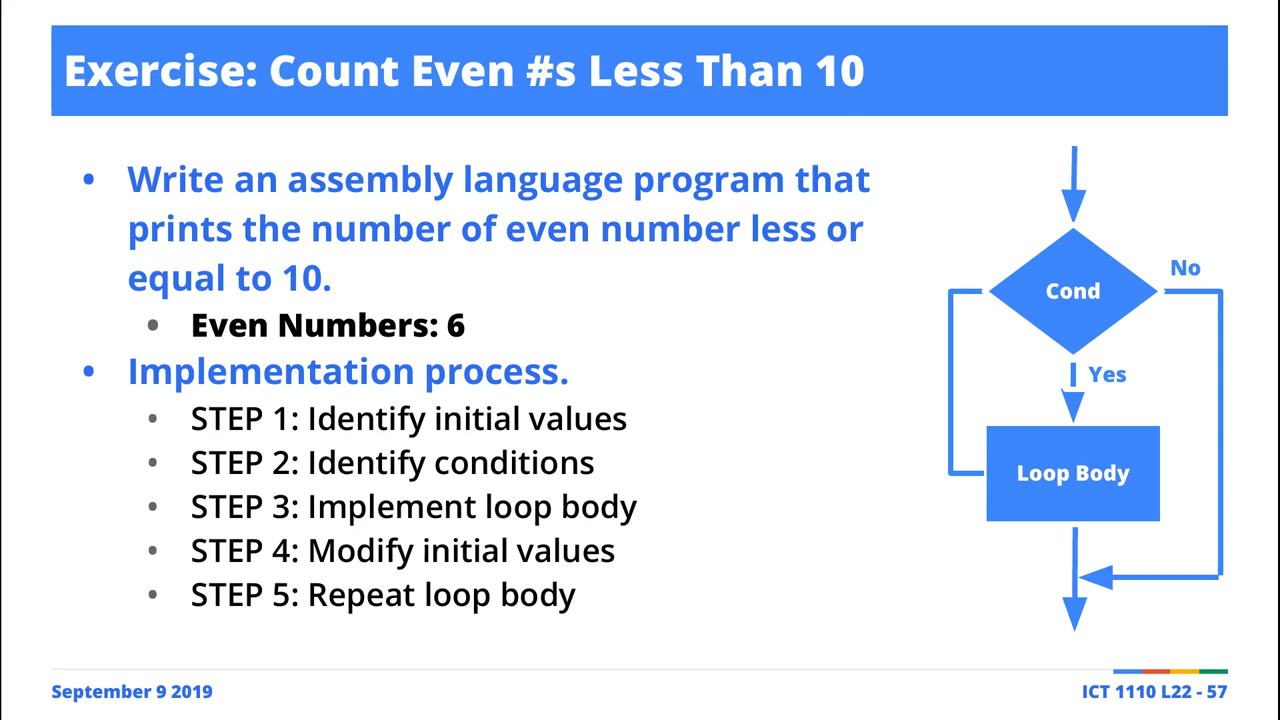 Exercise: Count Even #s Less Than 10
• Write an assembly language program that
prints the number of even number less or
equal to 10.
• Even Numbers: 6
• Implementation process.
• STEP 1: Identify initial values
• STEP 2: Identify conditions
• STEP 3: Implement loop body
• STEP 4: Modify initial values
• STEP 5: Repeat loop body
No
Cond
Yes
Loop Body
September 9 2019
ICT 1110 L22 - 57